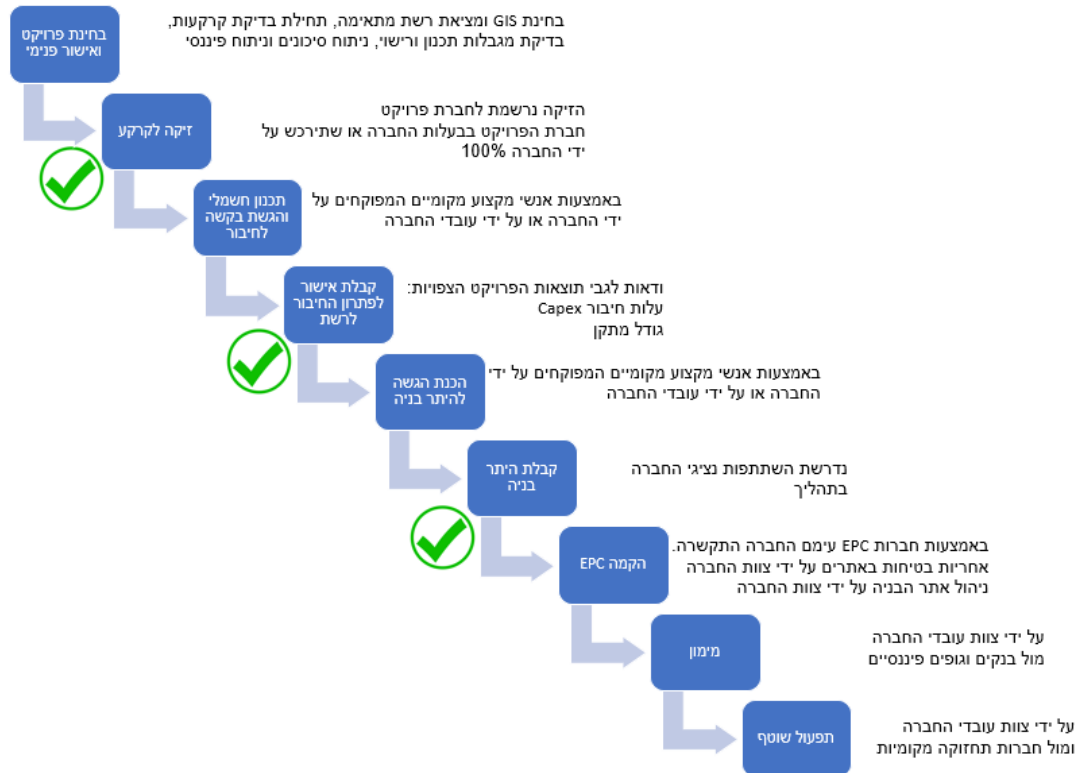 בחינת פרויקט
ואישור פנימי
בחינת GIS ומציאת רשת מתאימה, תחילת בדיקת קרקעות,
בדיקת מגבלות תכנון ורישוי, ניתוח סיכונים וניתוח פיננסי
זיקה לקרקע
הזיקה נרשמת לחברת פרויקט
חברת הפרויקט בבעלות החברה או שתירכש על
ידי החברה 100%
תכנון חשמלי
והגשת בקשה
לחיבור
באמצעות אנשי מקצוע מקומיים המפוקחים על
ידי החברה או על ידי עובדי החברה
קבלת אישור
לפתרון החיבור
לרשת
ודאות לגבי תוצאות הפרויקט הצפויות:
עלות חיבור Capex
גודל מתקן
הכנת הגשה
להיתר בניה
באמצעות אנשי מקצוע מקומיים המפוקחים על ידי
החברה או על ידי עובדי החברה
קבלת היתר
בניה
נדרשת השתתפות נציגי החברה
בתהליך
הקמה EPC
באמצעות חברות EPC עימם החברה התקשרה.
אחריות בטיחות באתרים על ידי צוות החברה
ניהול אתר הבניה על ידי צוות החברה
מימון
על ידי צוות עובדי החברה
מול בנקים וגופים פיננסיים
תפעול שוטף
על ידי צוות עובדי החברה
ומול חברות תחזוקה מקומיות